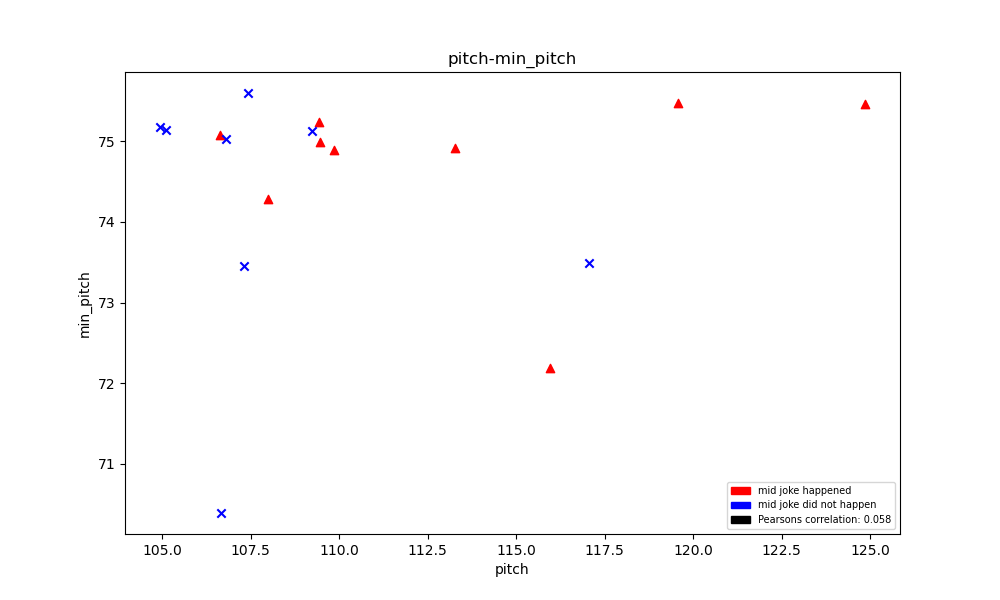 pitch-min_pitch
75
74
73
72
71
min_pitch
mid joke happened
mid joke did not happen
Pearsons correlation: 0.058
105.0 107.5 110.0 112.5 115.0 117.5 120.0 122.5 125.0
pitch